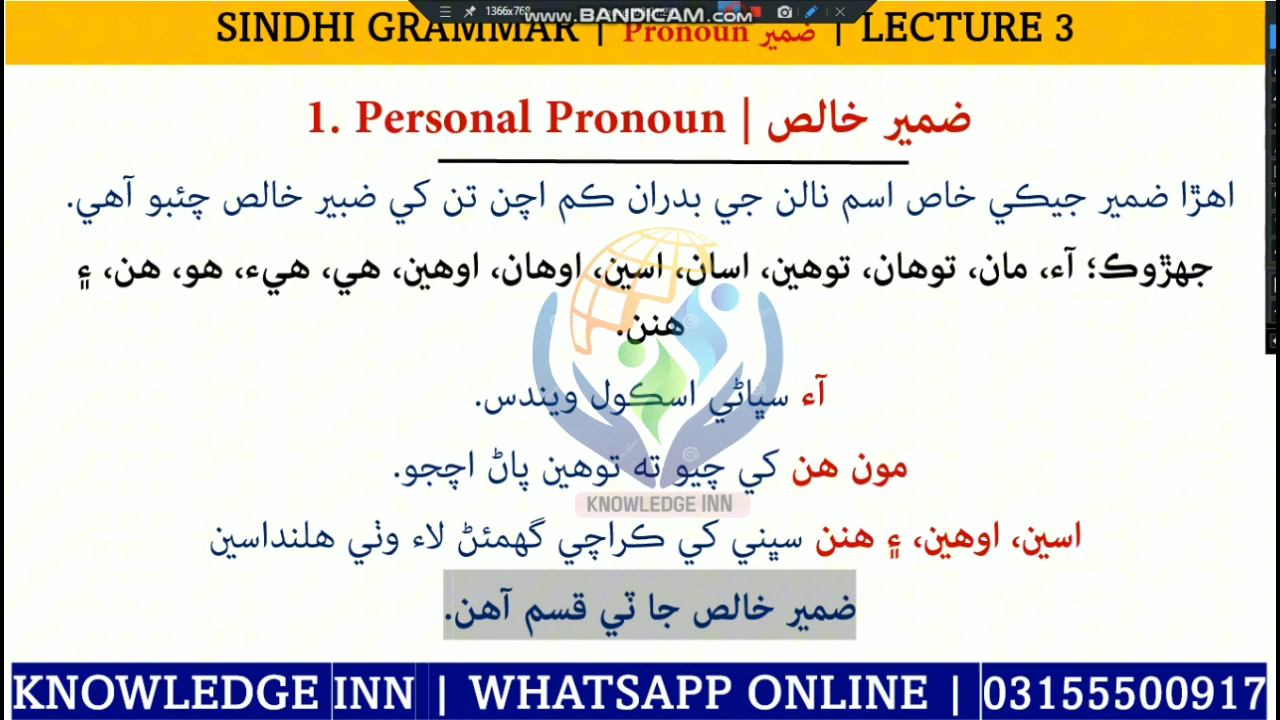 1366x768
www.BANDICAM.com
SINDHI GRAMMAR | Pronoun ضمير | LECTURE 3
1. Personal Pronoun | ضمير خالص
اهڙا ضمير جيڪي خاص اسم نالن جي بدران ڪم اچن تن کي ضبير خالص چئبو آهي.
جهڙوڪ؛ آء، مان، توهان، توهين، اسان، اسين، اوهان، اوهين، هي، هيء، هو، هن، ۽
هنن.
آء سڀاڻي اسڪول ويندس.
مون هن کي چيو ته توهين پاڻ اچجو.
اسين، اوهين، ۽ هنن سڀني کي ڪراچي گهمئڻ لاء وٺي هلنداسين
KNOWLEDGE INN
ضمير خالص جا ٽي قسم آهن.
KNOWLEDGE INN | WHATSAPP ONLINE | 03155500917